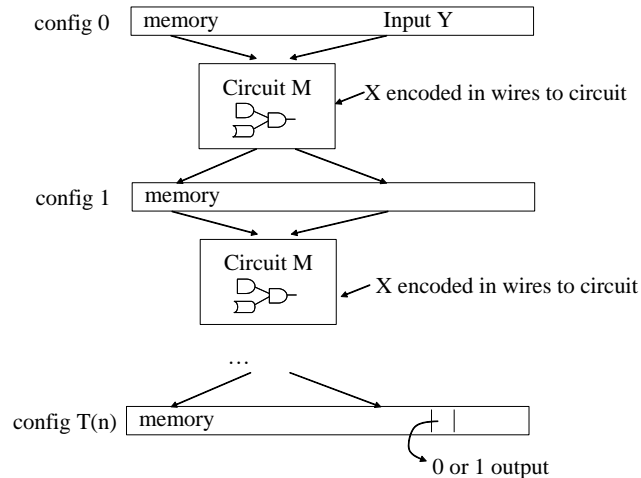 config 0
memory Input Y
Circuit M
X encoded in wires to circuit
config 1
memory
Circuit M
X encoded in wires to circuit
...
config T(n)
memory
0 or 1 output